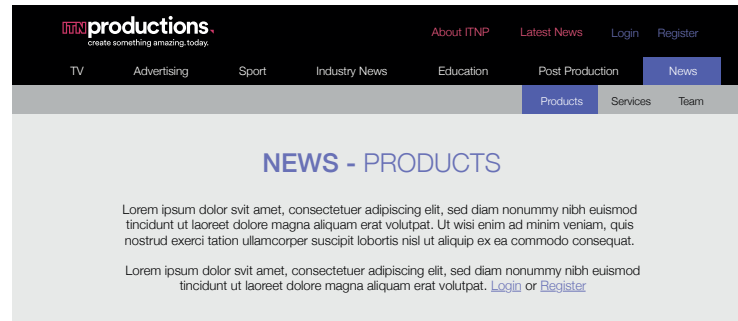 ITN productions.
create something amazing. today.
About ITNP Latest News Login Register
TV Advertising Sport Industry News Education Post Production News
Products Services Team
NEWS - PRODUCTS
Lorem ipsum dolor svit amet, consectetuer adipiscing elit, sed diam nonummy nibh euismod
tincidunt ut laoreet dolore magna aliquam erat volutpat. Ut wisi enim ad minim veniam, quis
nostrud exerci tation ullamcorper suscipit lobortis nisl ut aliquip ex ea commodo consequat.
Lorem ipsum dolor svit amet, consectetuer adipiscing elit, sed diam nonummy nibh euismod
tincidunt ut laoreet dolore magna aliquam erat volutpat. Login or Register